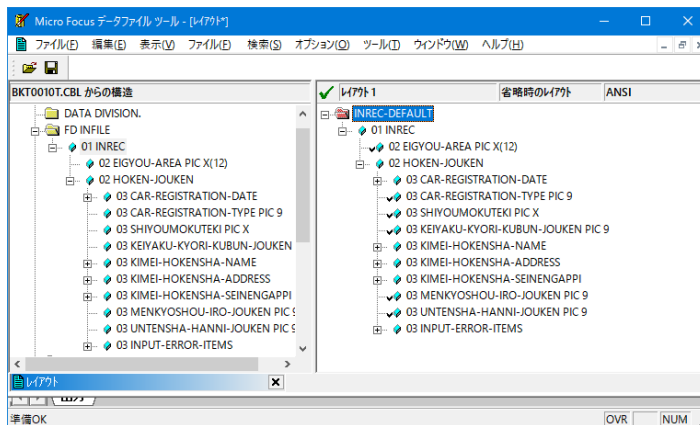 Micro Focus データファイル ツール - [レイアウト*]
ファイル(F) 編集(E) 表示(V) ファイル(F) 検索(S) オプション(O) ツール(T) ウィンドウ(W) ヘルプ(H)
BKT0010T.CBL からの構造
DATA DIVISION.
FD INFILE
01 INREC
02 EIGYOU-AREA PIC X(12)
02 HOKEN-JOUKEN
03 CAR-REGISTRATION-DATE
03 CAR-REGISTRATION-TYPE PIC 9
03 SHIYOUMOKUTEKI PIC X
03 KEIYAKU-KYORI-KUBUN-JOUKEN
03 KIMEI-HOKENSHA-NAME
03 KIMEI-HOKENSHA-ADDRESS
03 KIMEI-HOKENSHA-SEINENGAPPI
03 MENKYOSHOU-IRO-JOUKEN PIC 9
03 UNTENSHA-HANNI-JOUKEN PIC 9
03 INPUT-ERROR-ITEMS
レイアウト 1 省略時のレイアウト ANSI
INREC-DEFAULT
01 INREC
02 EIGYOU-AREA PIC X(12)
02 HOKEN-JOUKEN
03 CAR-REGISTRATION-DATE
03 CAR-REGISTRATION-TYPE PIC 9
03 SHIYOUMOKUTEKI PIC X
03 KEIYAKU-KYORI-KUBUN-JOUKEN PIC 9
03 KIMEI-HOKENSHA-NAME
03 KIMEI-HOKENSHA-ADDRESS
03 KIMEI-HOKENSHA-SEINENGAPPI
03 MENKYOSHOU-IRO-JOUKEN PIC 9
03 UNTENSHA-HANNI-JOUKEN PIC 9
03 INPUT-ERROR-ITEMS
レイアウト
準備OK OVR NUM